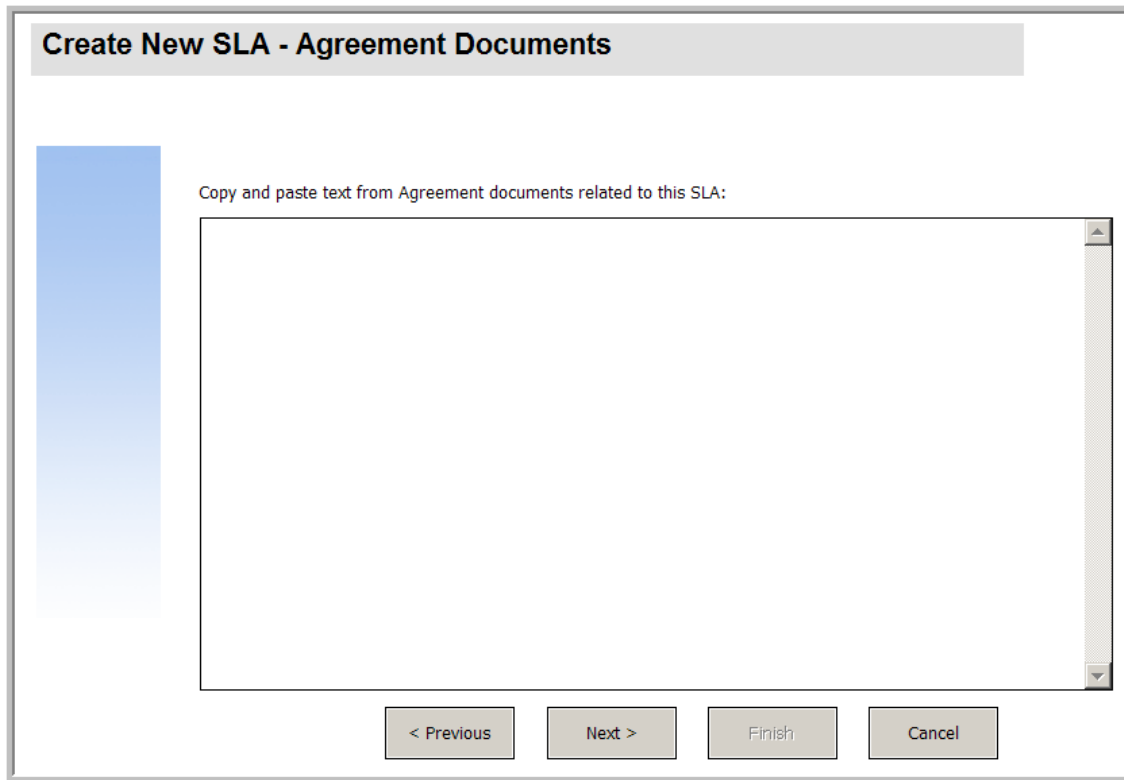 Create New SLA - Agreement Documents
Copy and paste text from Agreement documents related to this SLA:
< Previous Next > Finish Cancel